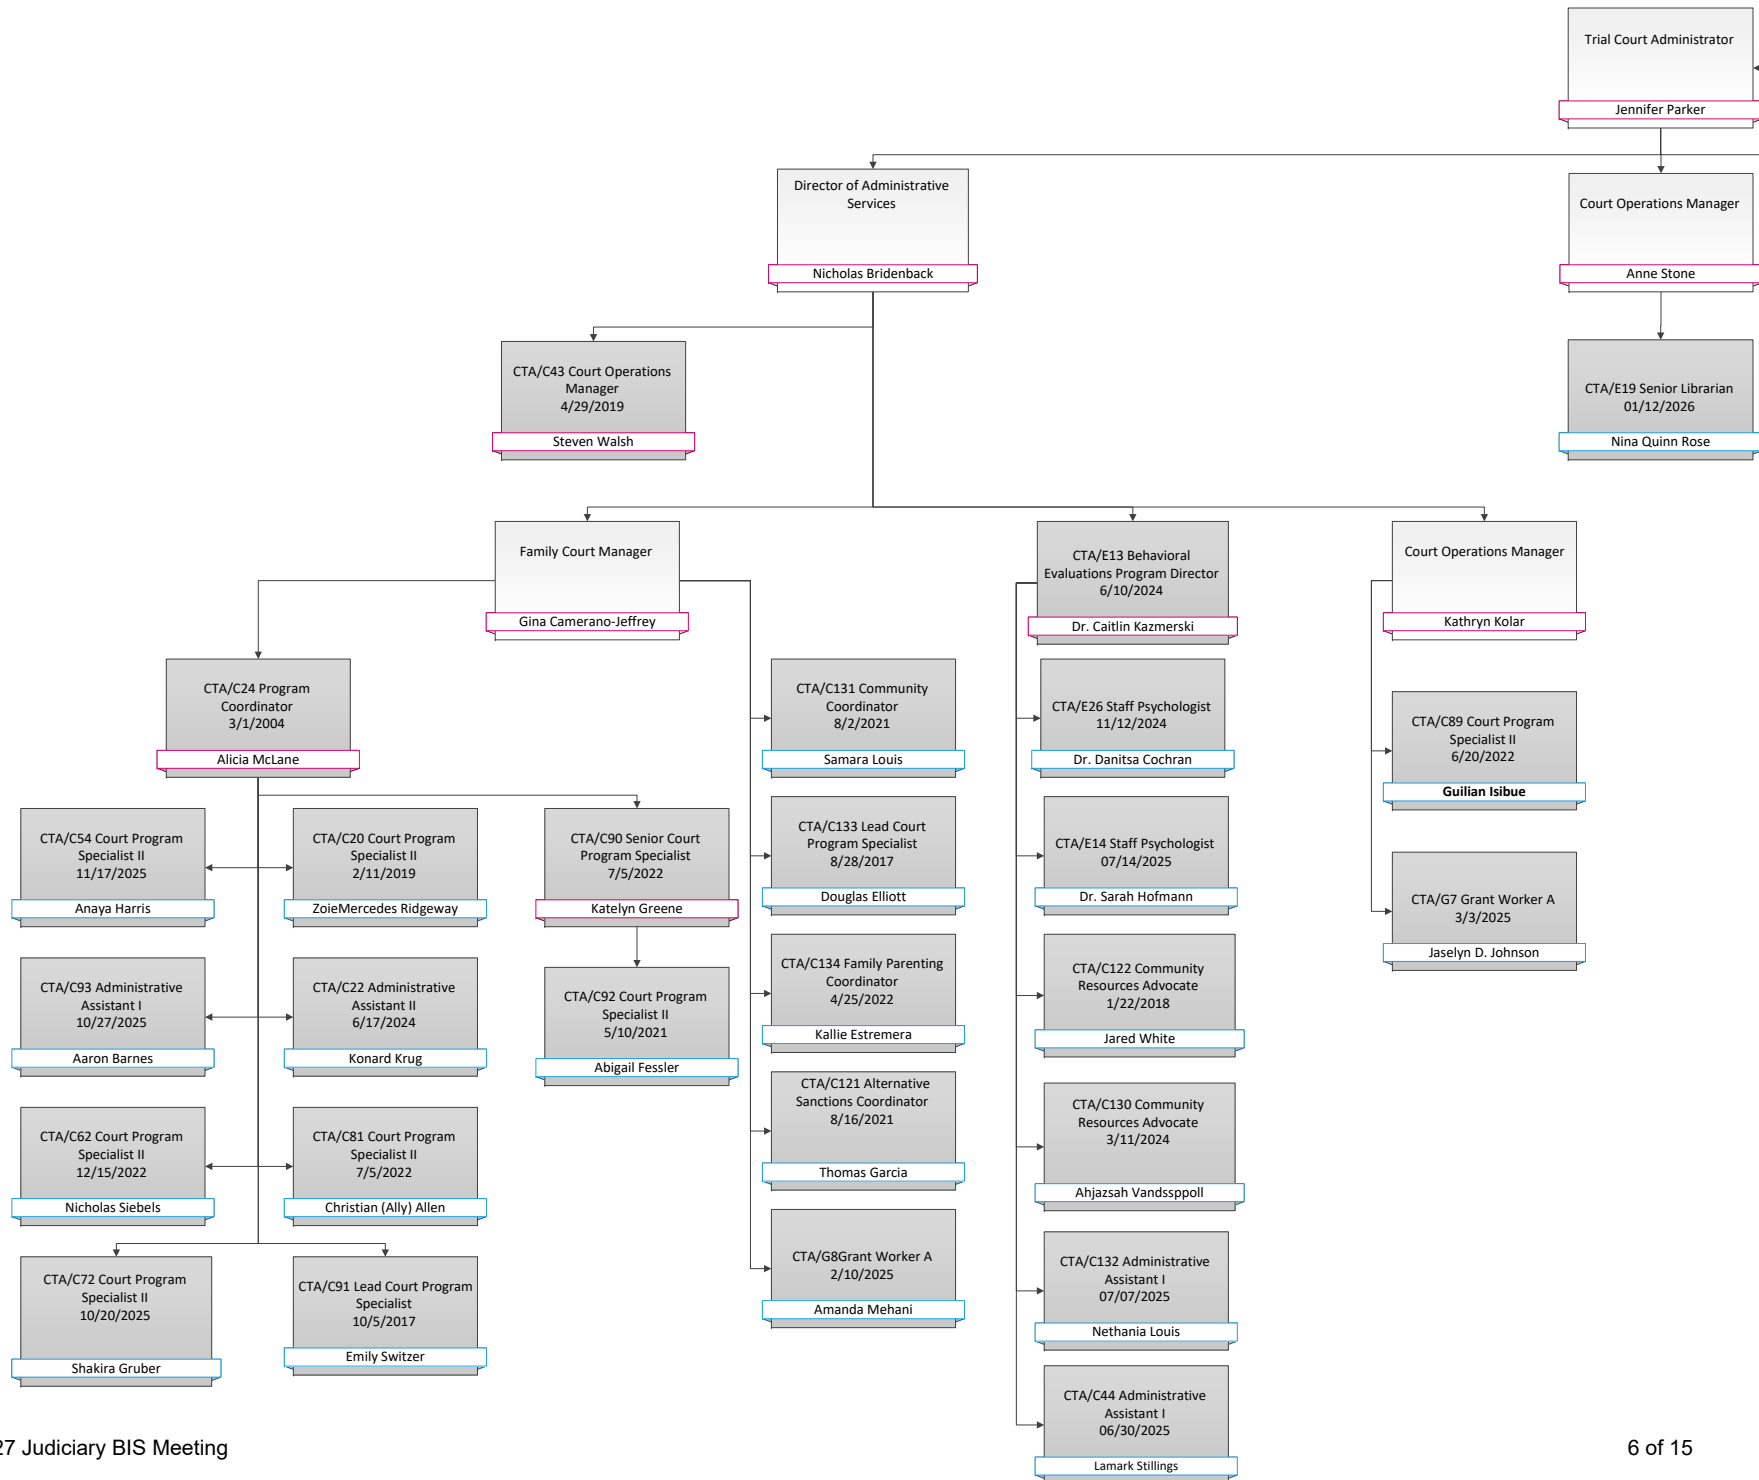 Trial Court Administrator
Jennifer Parker
Director of Administrative
Services
Nicholas Bridenback
Court Operations Manager
Anne Stone
CTA/C43 Court Operations
Manager
4/29/2019
Steven Walsh
CTA/E19 Senior Librarian
01/12/2026
Nina Quinn Rose
Family Court Manager
Gina Camerano-Jeffrey
CTA/E13 Behavioral
Evaluations Program Director
6/10/2024
Dr. Caitlin Kazmerski
Court Operations Manager
Kathryn Kolar
CTA/C24 Program
Coordinator
3/1/2004
Alicia McLane
CTA/C54 Court Program
Specialist II
11/17/2025
Anaya Harris
CTA/C20 Court Program
Specialist II
2/11/2019
ZoieMercedes Ridgeway
CTA/C90 Senior Court
Program Specialist
7/5/2022
Katelyn Greene
CTA/C93 Administrative
Assistant I
10/27/2025
Aaron Barnes
CTA/C22 Administrative
Assistant II
6/17/2024
Konard Krug
CTA/C92 Court Program
Specialist II
5/10/2021
Abigail Fessler
CTA/C62 Court Program
Specialist II
12/15/2022
Nicholas Siebels
CTA/C81 Court Program
Specialist II
7/5/2022
Christian (Ally) Allen
CTA/C72 Court Program
Specialist II
10/20/2025
Shakira Gruber
CTA/C91 Lead Court Program
Specialist
10/5/2017
Emily Switzer
CTA/C131 Community
Coordinator
8/2/2021
Samara Louis
CTA/C133 Lead Court
Program Specialist
8/28/2017
Douglas Elliott
CTA/C134 Family Parenting
Coordinator
4/25/2022
Kallie Estremera
CTA/C121 Alternative
Sanctions Coordinator
8/16/2021
Thomas Garcia
CTA/G8Grant Worker A
2/10/2025
Amanda Mehani
CTA/E26 Staff Psychologist
11/12/2024
Dr. Danitsa Cochran
CTA/E14 Staff Psychologist
07/14/2025
Dr. Sarah Hofmann
CTA/C122 Community
Resources Advocate
1/22/2018
Jared White
CTA/C130 Community
Resources Advocate
3/11/2024
Ahjazsah Vandssppoll
CTA/C132 Administrative
Assistant I
07/07/2025
Nethania Louis
CTA/C44 Administrative
Assistant I
06/30/2025
Lamark Stillings
CTA/C89 Court Program
Specialist II
6/20/2022
Guilian Isibue
CTA/G7 Grant Worker A
3/3/2025
Jaselyn D. Johnson
27 Judiciary BIS Meeting
6 of 15